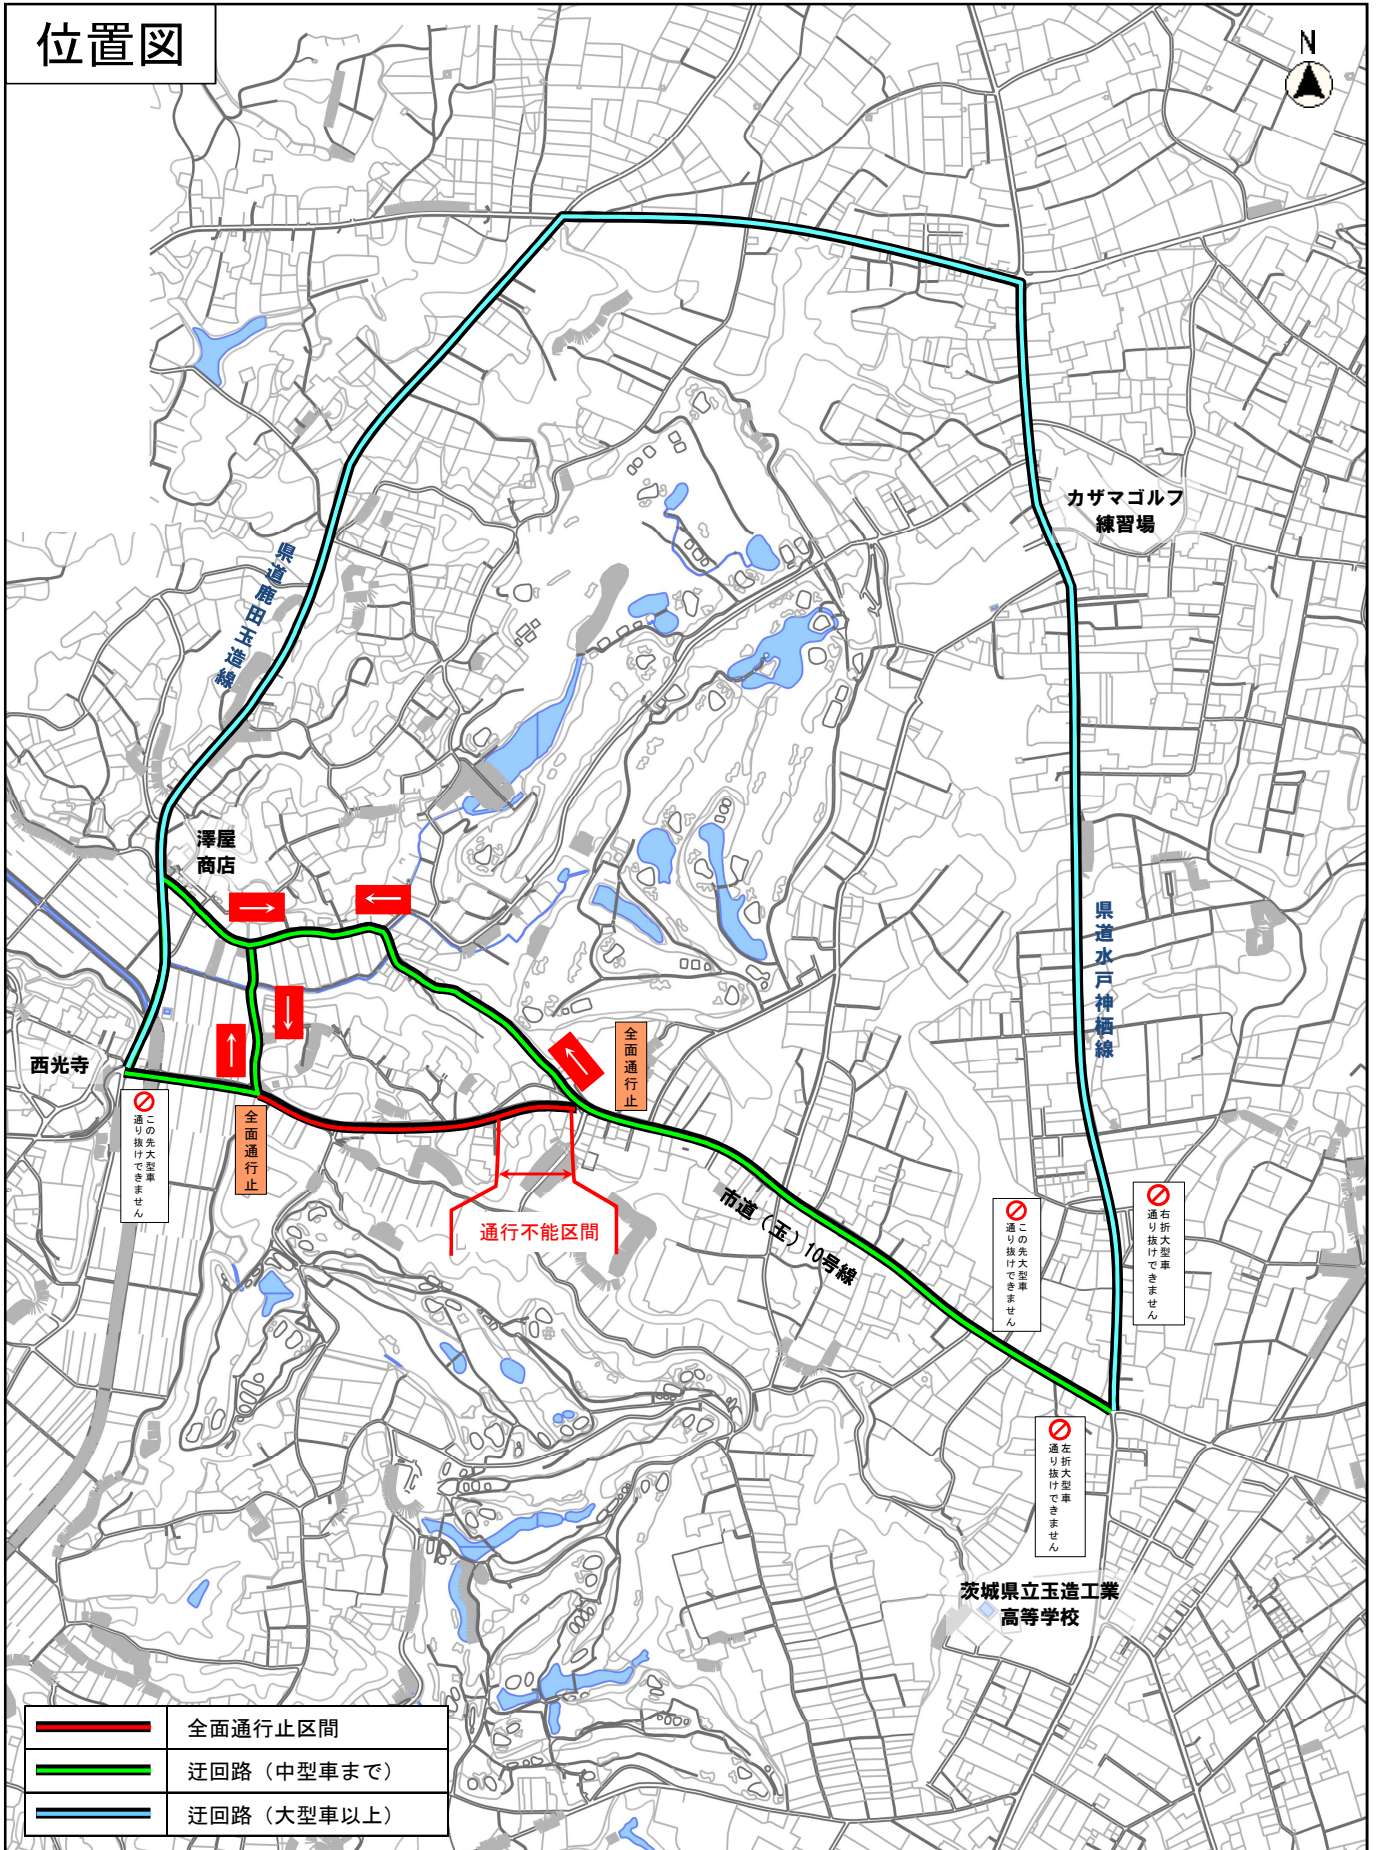 位置図
N
カザマゴルフ
練習場
県道鹿田玉造線
澤屋
商店
県道水戸神栖線
全面通行止
西光寺
この先大型車
通り抜けできません
全面通行止
通行不能区間
市道（玉）10号線
この先大型車
通り抜けできません
右折大型車
通り抜けできません
左折大型車
通り抜けできません
茨城県立玉造工業
高等学校
全面通行止区間
迂回路（中型車まで）
迂回路（大型車以上）